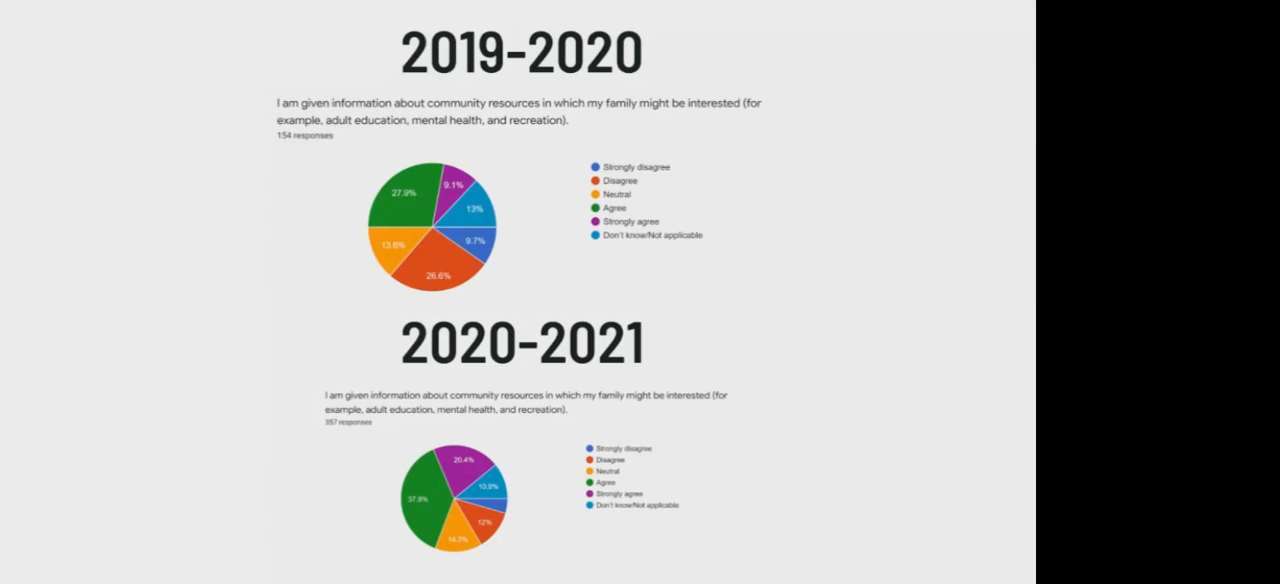 2019-2020
I am given information about community resources in which my family might be interested (for
example, adult education, mental health, and recreation).
154 responses
27.9%
9.1%
13%
13.6%
9.7%
26.6%
Strongly disagree
Disagree
Neutral
Agree
Strongly agree
Don't know/Not applicable
2020-2021
I am given information about community resources in which my family might be interested (for
example, adult education, mental health, and recreation).
357 responses
20.4%
10.9%
37.8%
12%
14.3%
Strongly disagree
Disagree
Neutral
Agree
Strongly agree
Don't know/Not applicable